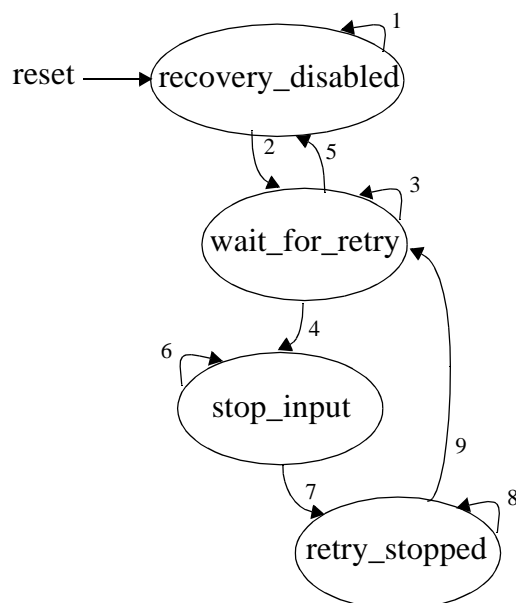 1
reset
recovery_disabled
2
5
3
wait_for_retry
4
6
stop_input
9
7
8
retry_stopped